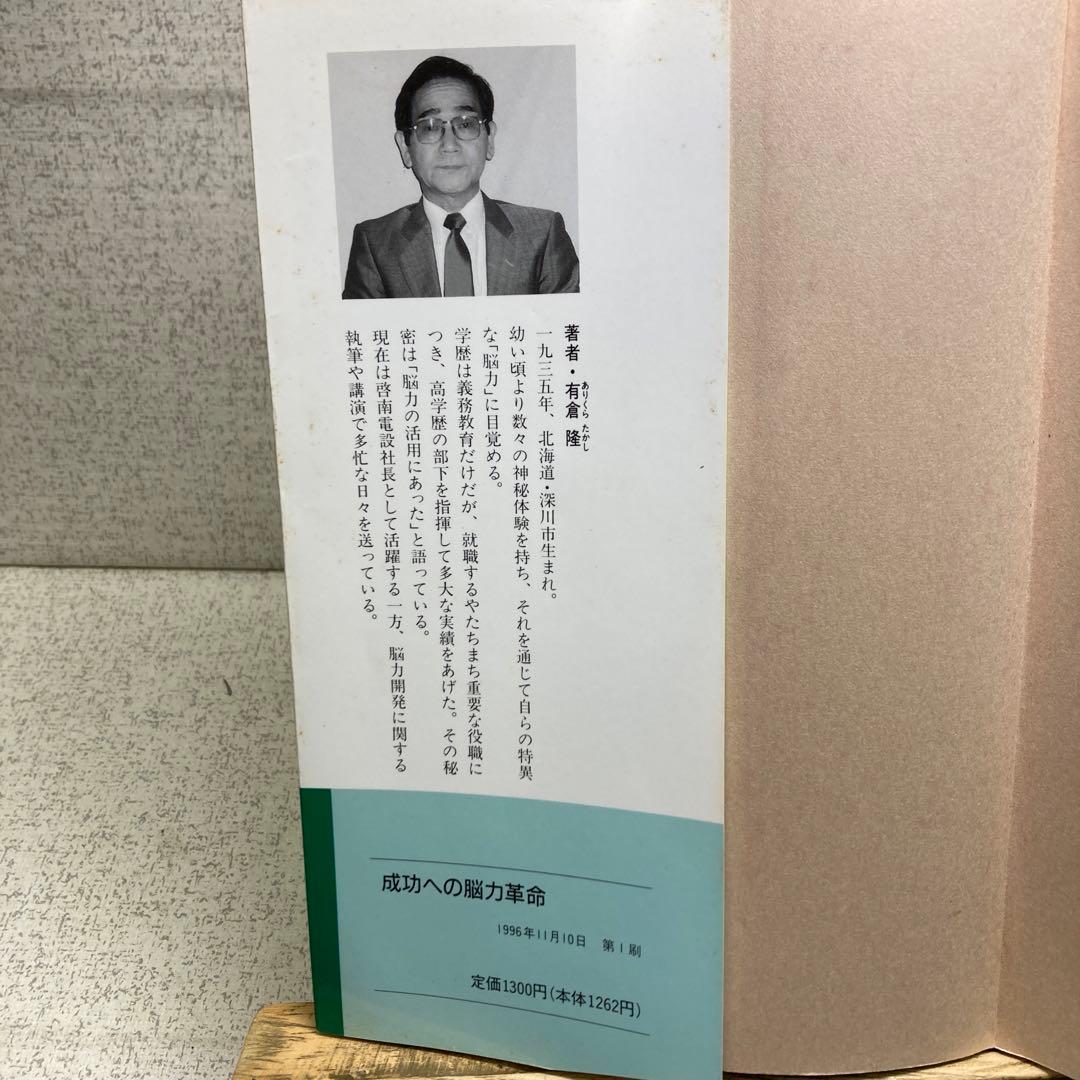 著者・有倉 隆
ありくら たかし
一九三五年、北海道・深川市生まれ。
幼い頃より数々の神秘体験を持ち、それを通じて自らの特異
な「脳力」に目覚める。
学歴は義務教育だけだが、就職するやたちまち重要な役職に
つき、高学歴の部下を指揮して多大な実績をあげた。その秘
密は「脳力の活用にあった」と語っている。
現在は啓南電設社長として活躍する一方、脳力開発に関する
執筆や講演で多忙な日々を送っている。
成功への脳力革命
1996年11月10日 第1刷
定価1300円(本体1262円)